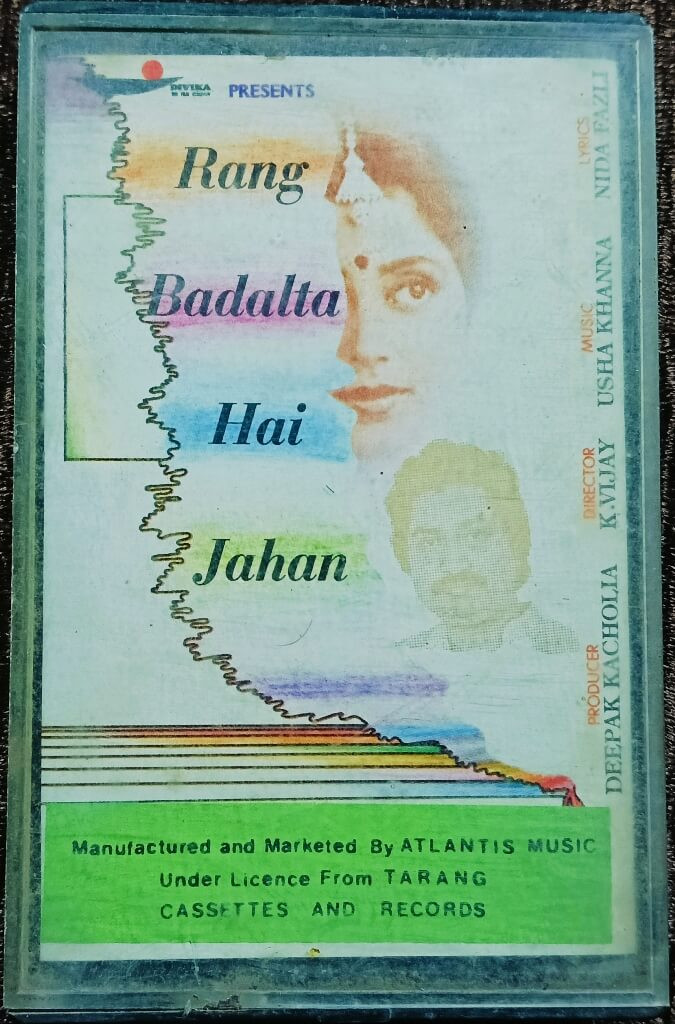 DIVIKA
PRESENTS
Rang
Badalta
Hai
Jahan
PRODUCER
DEEPAK KACHOLIA
DIRECTOR
K.VIJAY
MUSIC
USHA KHANNA
LYRICS
NIDA FAZLI
Manufactured and Marketed By ATLANTIS MUSIC
Under Licence From TARANG
CASSETTES AND RECORDS